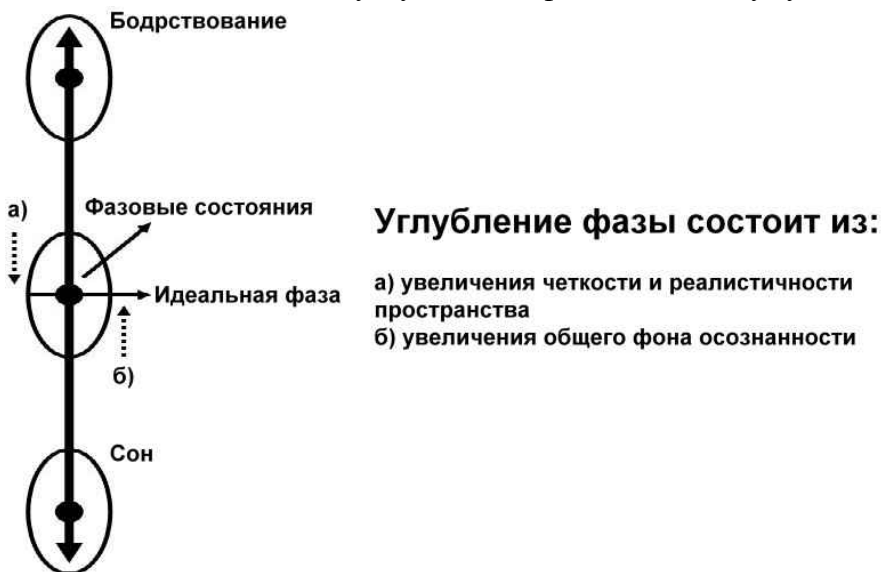 Бодрствование
а)
Фазовые состояния
Идеальная фаза
б)
Сон
Углубление фазы состоит из:
а) увеличения четкости и реалистичности
пространства
б) увеличения общего фона осознанности